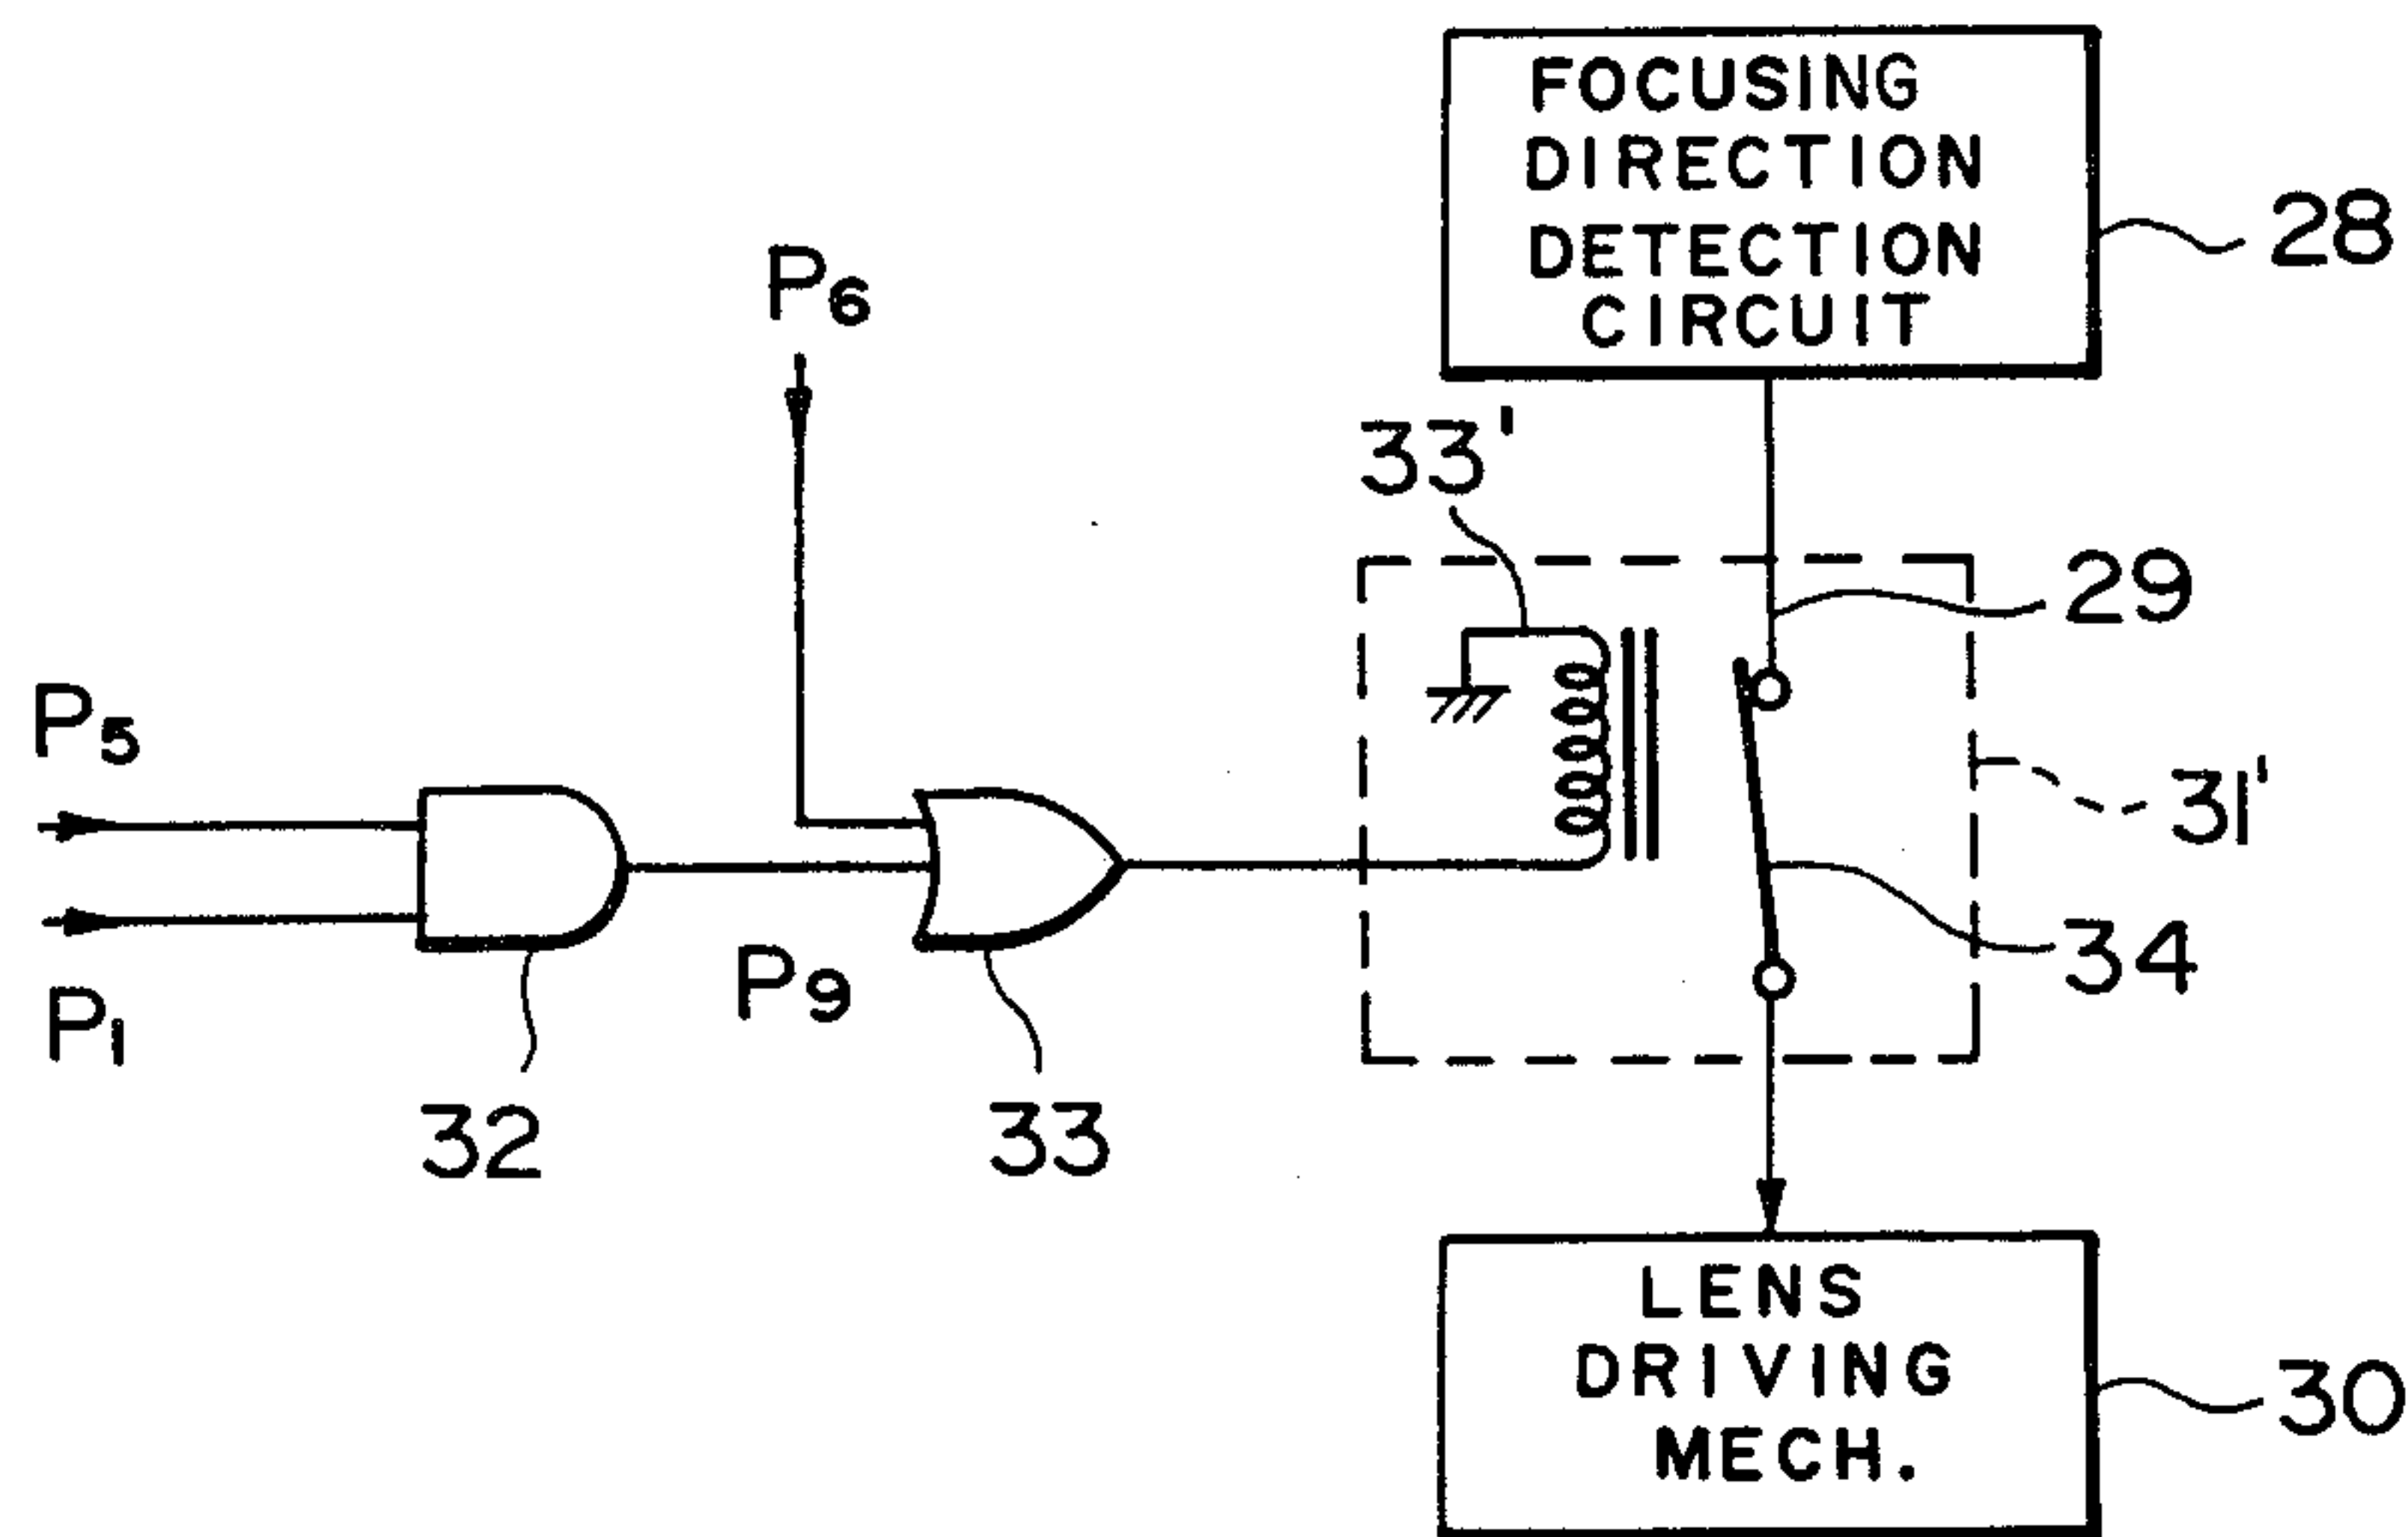 FOCUSING
DIRECTION
DETECTION
CIRCUIT
28
P6
33'
29
P5
31'
34
P1
P9
32
33
LENS
DRIVING
MECH.
30